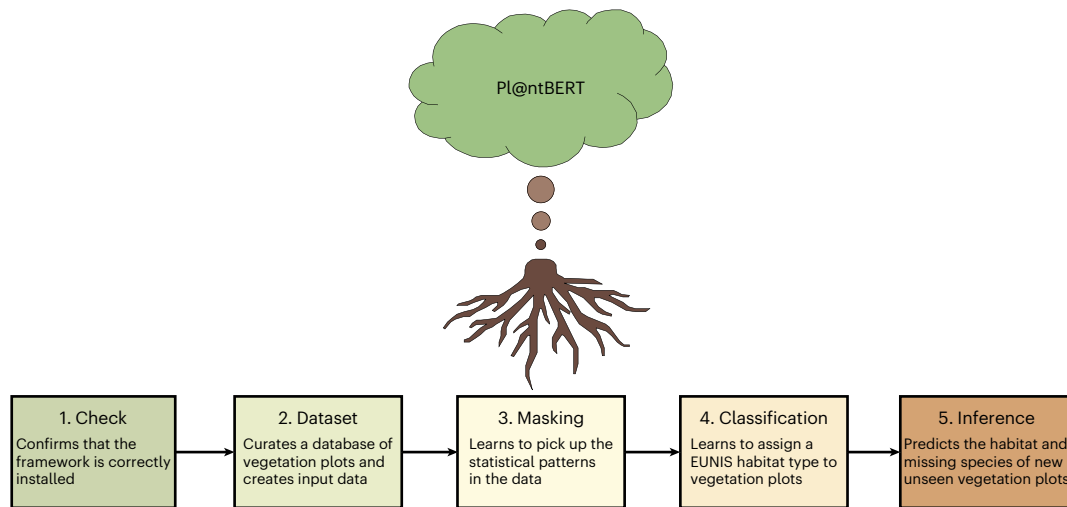 Pl@ntBERT
1. Check
Confirms that the
framework is correctly
installed
2. Dataset
Curates a database of
vegetation plots and
creates input data
3. Masking
Learns to pick up the
statistical patterns
in the data
4. Classification
Learns to assign a
EUNIS habitat type to
vegetation plots
5. Inference
Predicts the habitat and
missing species of new
unseen vegetation plots